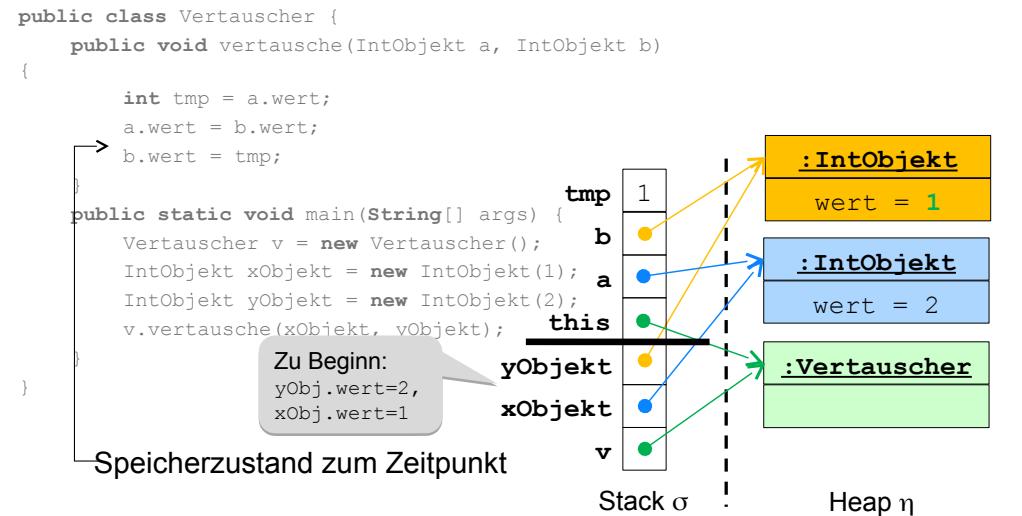 public class Vertauscher {
public void vertausche(IntObjekt a, IntObjekt b)
{
int tmp = a.wert;
a.wert = b.wert;
b.wert = tmp;
}
public static void main(String[] args) {
Vertauscher v = new Vertauscher();
IntObjekt xObjekt = new IntObjekt(1);
IntObjekt yObjekt = new IntObjekt(2);
v.vertausche(xObjekt, yObjekt);
}
}
Zu Beginn:
yObj.wert=2,
xObj.wert=1
Speicherzustand zum Zeitpunkt
tmp 1
b
a
this
yObjekt
xObjekt
v
Stack σ
:IntObjekt
wert = 1
:IntObjekt
wert = 2
:Vertauscher
Heap η